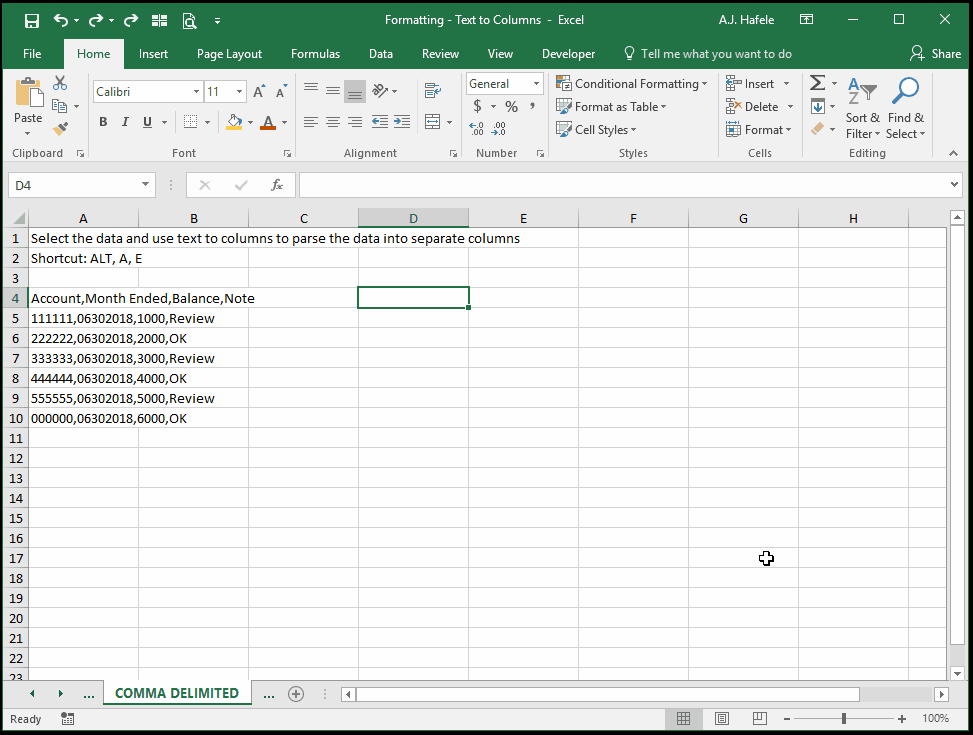 Formatting - Text to Columns - Excel
A.J. Hafele
File Home Insert Page Layout Formulas Data Review View Developer Tell me what you want to do Share
Paste
Calibri 11
B I U
A A
General
$ % ,
Conditional Formatting
Format as Table
Cell Styles
Insert
Delete
Format
Sort & Filter
Find & Select
Clipboard Font Alignment Number Styles Cells Editing
D4 fx
A B C D E F G H
1 Select the data and use text to columns to parse the data into separate columns
2 Shortcut: ALT, A, E
3
4 Account,Month Ended,Balance,Note
5 111111,06302018,1000,Review
6 222222,06302018,2000,OK
7 333333,06302018,3000,Review
8 444444,06302018,4000,OK
9 555555,06302018,5000,Review
10 000000,06302018,6000,OK
11
12
13
14
15
16
17
18
19
20
21
22
23
... COMMA DELIMITED ...
Ready 100%